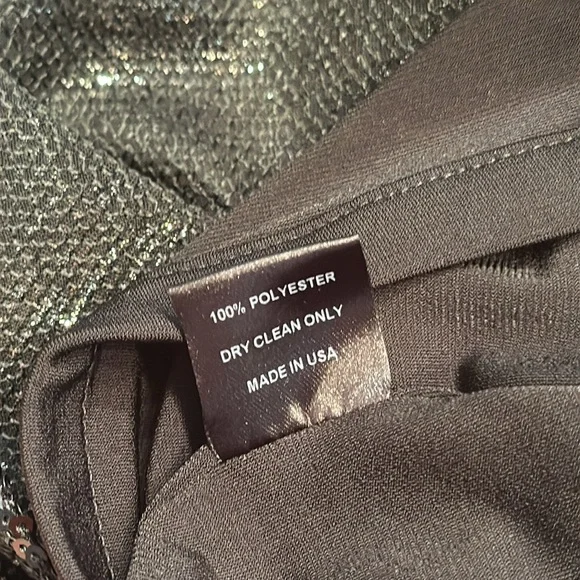 100% POLYESTER
DRY CLEAN ONLY
MADE IN USA